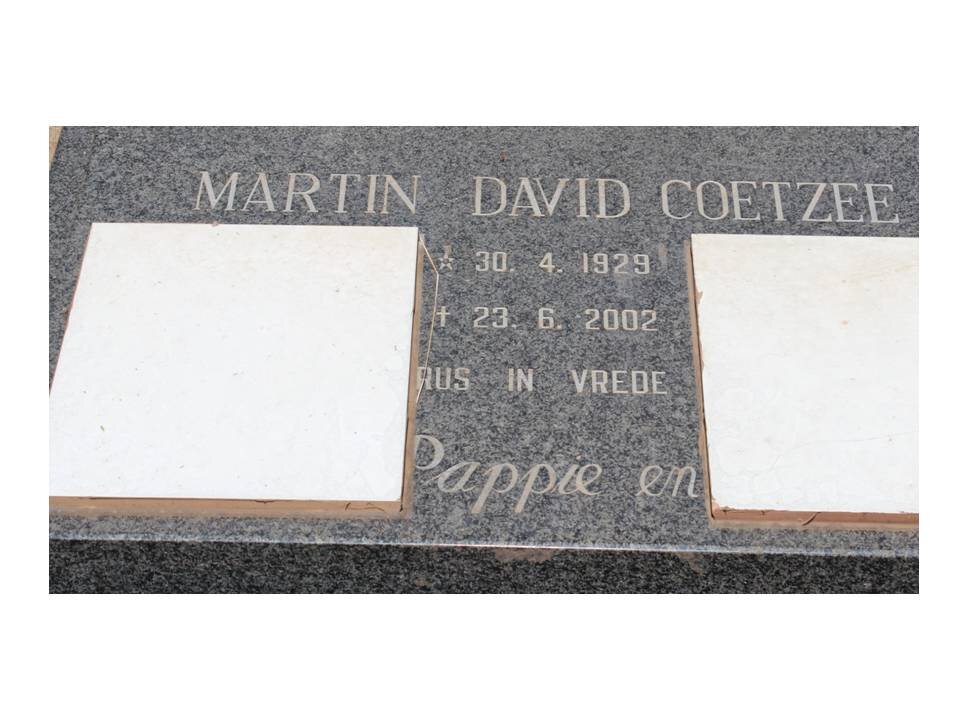 MARTIN DAVID COETZEE
☆ 30. 4. 1929
† 23. 6. 2002
RUS IN VREDE
Pappie en